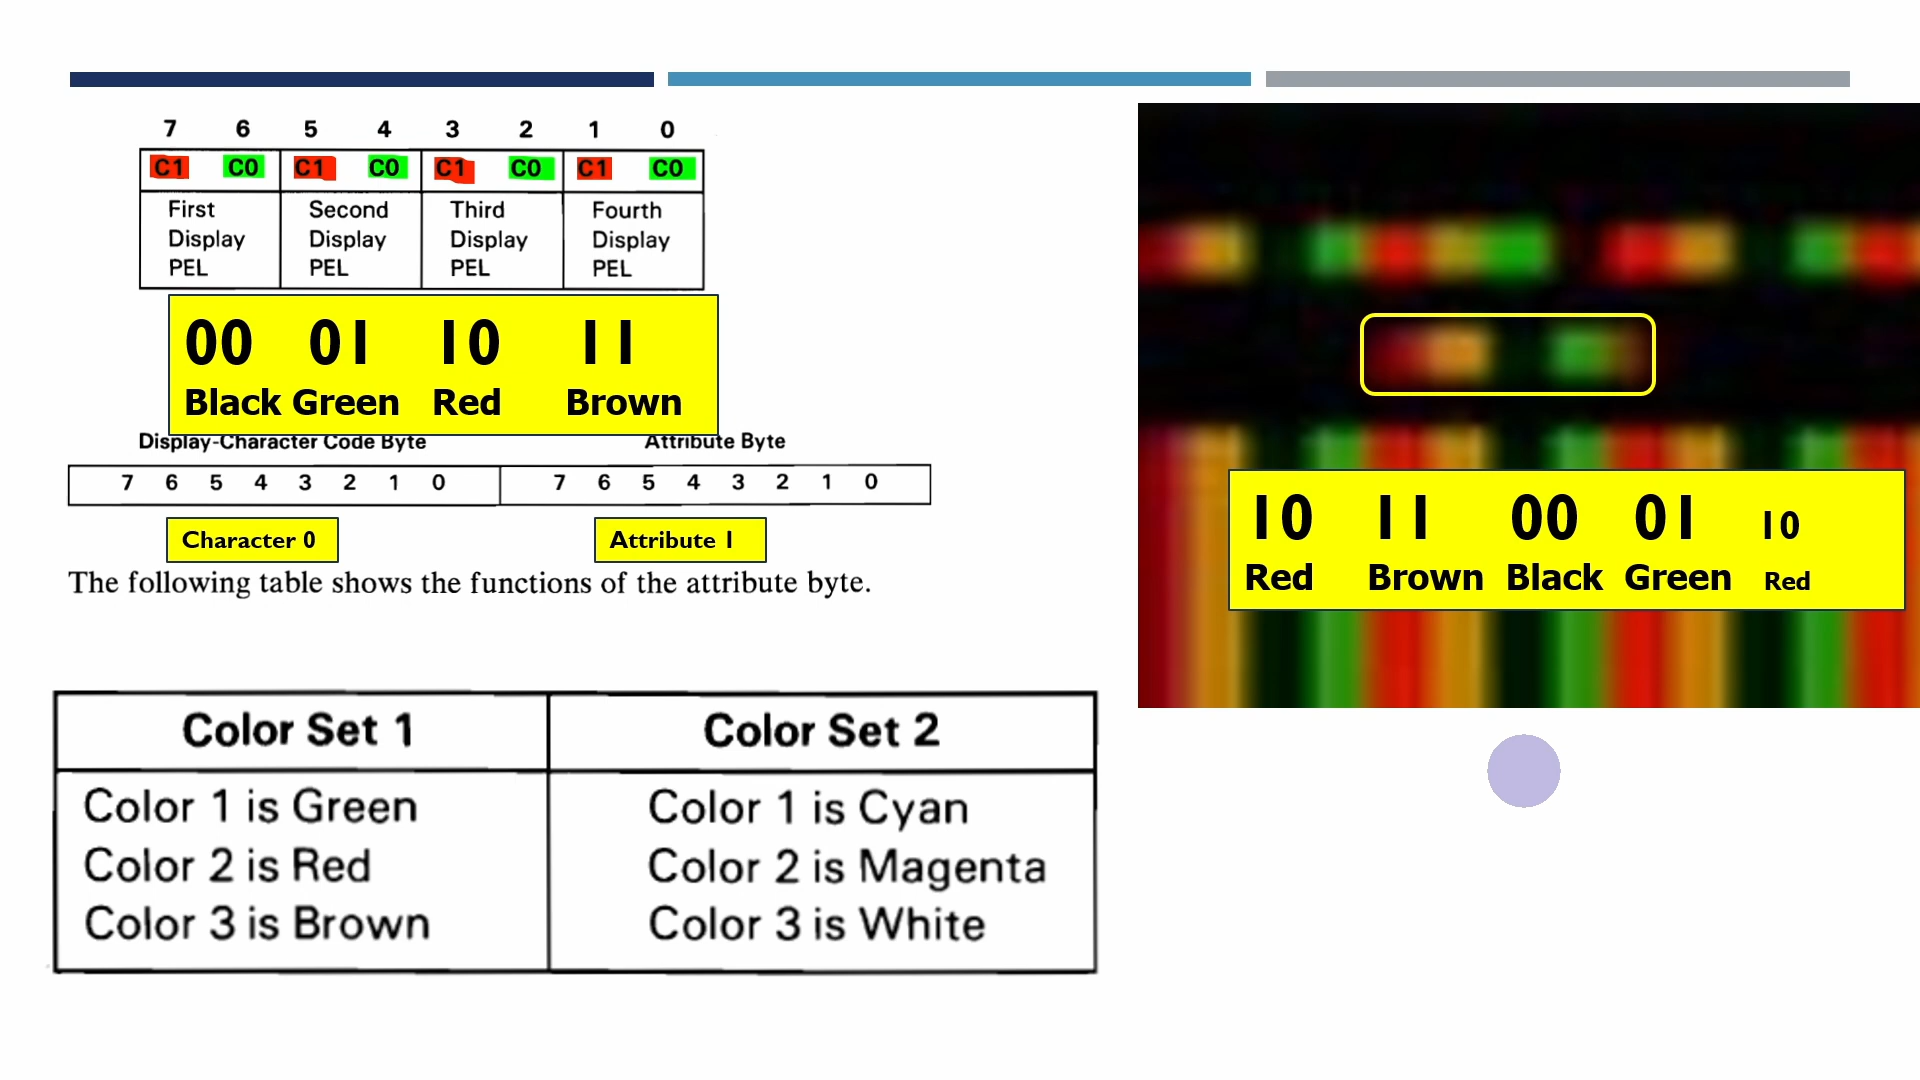 7 6 5 4 3 2 1 0
C1 C0 C1 C0 C1 C0 C1 C0
First Second Third Fourth
Display Display Display Display
PEL PEL PEL PEL
00 01 10 11
Black Green Red Brown
Display-Character Code Byte Attribute Byte
7 6 5 4 3 2 1 0 7 6 5 4 3 2 1 0
Character 0 Attribute 1
The following table shows the functions of the attribute byte.
Color Set 1 Color Set 2
Color 1 is Green Color 1 is Cyan
Color 2 is Red Color 2 is Magenta
Color 3 is Brown Color 3 is White
10 11 00 01 10
Red Brown Black Green Red